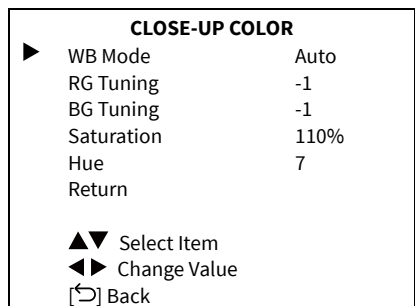 CLOSE-UP COLOR
▶ WB Mode Auto
RG Tuning -1
BG Tuning -1
Saturation 110%
Hue 7
Return
▲▼ Select Item
◀▶ Change Value
[⮌] Back